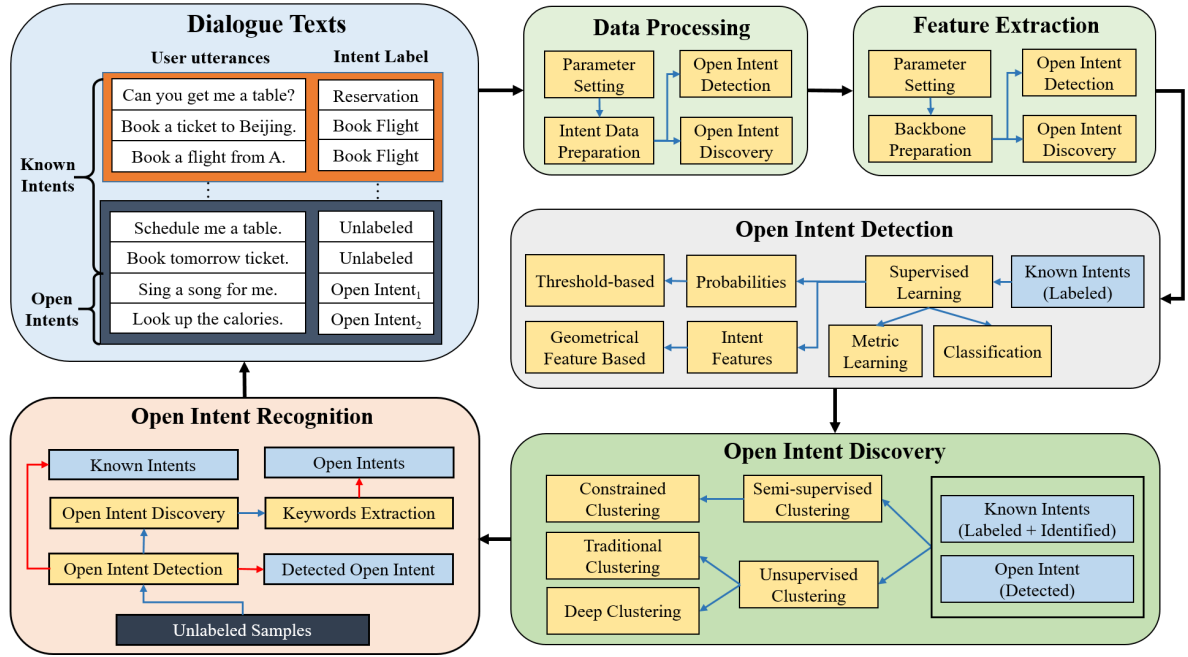 Dialogue Texts
User utterances
Intent Label
Known
Intents
Can you get me a table?
Reservation
Book a ticket to Beijing.
Book Flight
Book a flight from A.
Book Flight
⋮
⋮
Schedule me a table.
Unlabeled
Book tomorrow ticket.
Unlabeled
Open
Intents
Sing a song for me.
Open Intent₁
Look up the calories.
Open Intent₂
Data Processing
Parameter
Setting
Open Intent
Detection
Intent Data
Preparation
Open Intent
Discovery
Feature Extraction
Parameter
Setting
Open Intent
Detection
Backbone
Preparation
Open Intent
Discovery
Open Intent Detection
Threshold-based
Probabilities
Supervised
Learning
Known Intents
(Labeled)
Geometrical
Feature Based
Intent
Features
Metric
Learning
Classification
Open Intent Discovery
Constrained
Clustering
Semi-supervised
Clustering
Known Intents
(Labeled + Identified)
Traditional
Clustering
Unsupervised
Clustering
Open Intent
(Detected)
Deep Clustering
Open Intent Recognition
Known Intents
Open Intents
Open Intent Discovery
Keywords Extraction
Open Intent Detection
Detected Open Intent
Unlabeled Samples